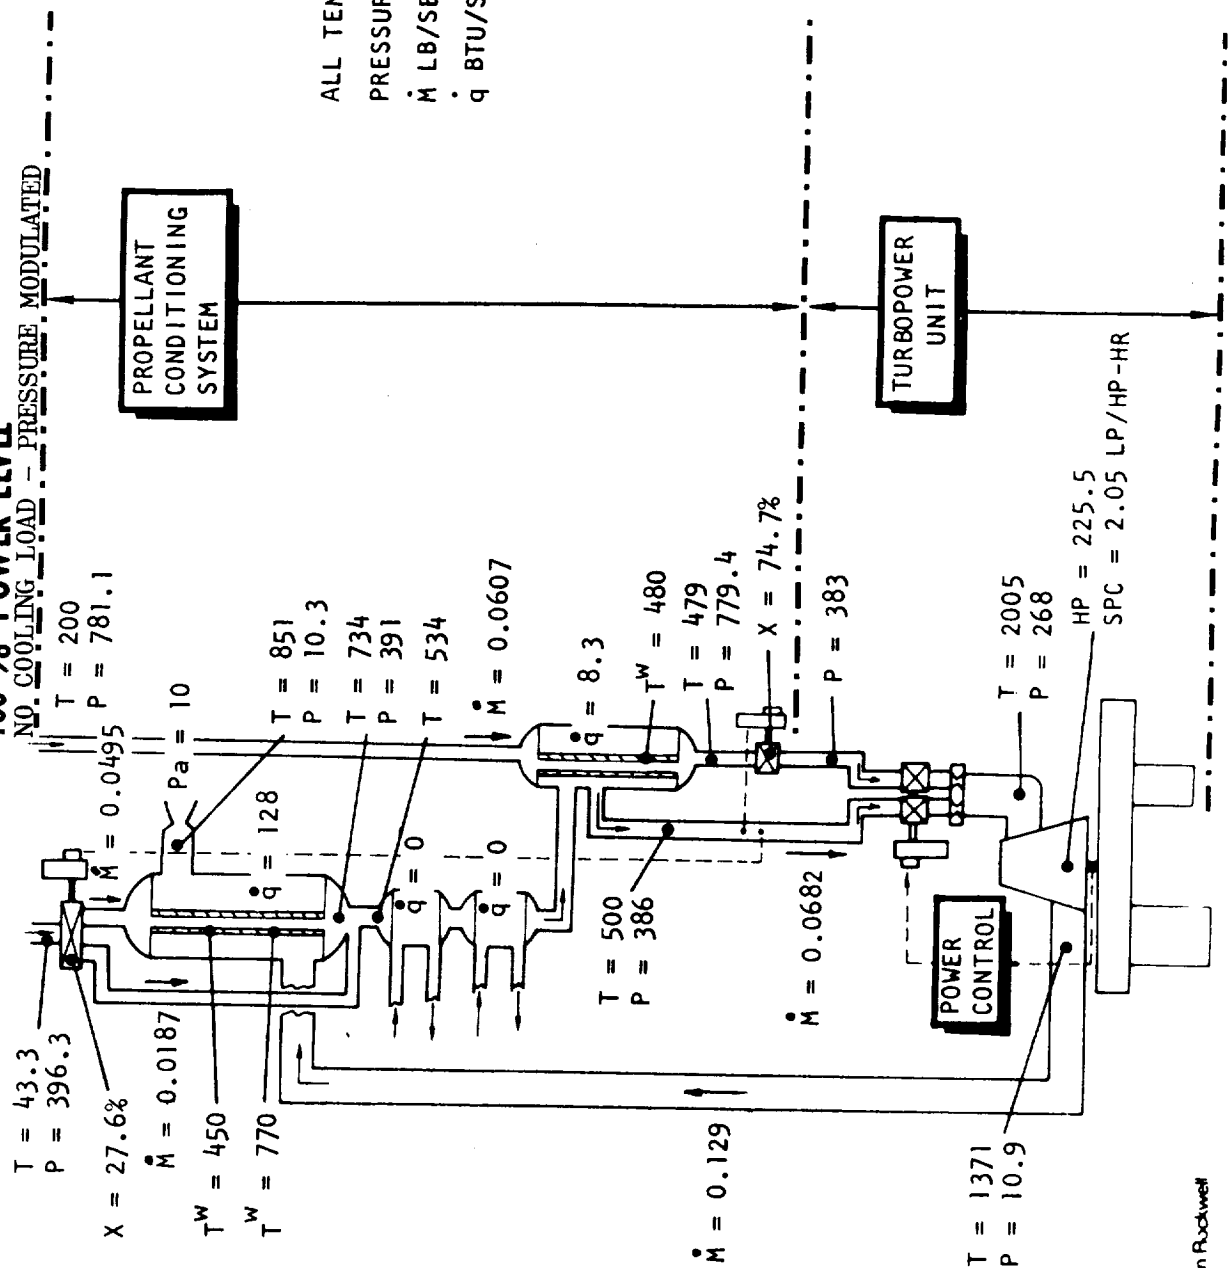 NO COOLING LOAD - PRESSURE MODULATED
T = 43.3
P = 396.3
X = 27.6%
Ṁ = 0.0187
Tᵂ = 450
Tᵂ = 770
Ṁ = 0.0495
T = 200
P = 781.1
Pa = 10
q̇ = 128
T = 851
P = 10.3
T = 734
P = 391
T = 534
q̇ = 0
q̇ = 0
Ṁ = 0.0607
q̇ = 8.3
Tᵂ = 480
T = 479
P = 779.4
X = 74.7%
P = 383
T = 500
P = 386
Ṁ = 0.0682
T = 2005
P = 268
HP = 225.5
SPC = 2.05 LP/HP-HR
POWER
CONTROL
Ṁ = 0.129
T = 1371
P = 10.9
PROPELLANT
CONDITIONING
SYSTEM
TURBOPOWER
UNIT
ALL
PRESSUR
Ṁ LB/SE
q̇ BTU/S
Rockwell